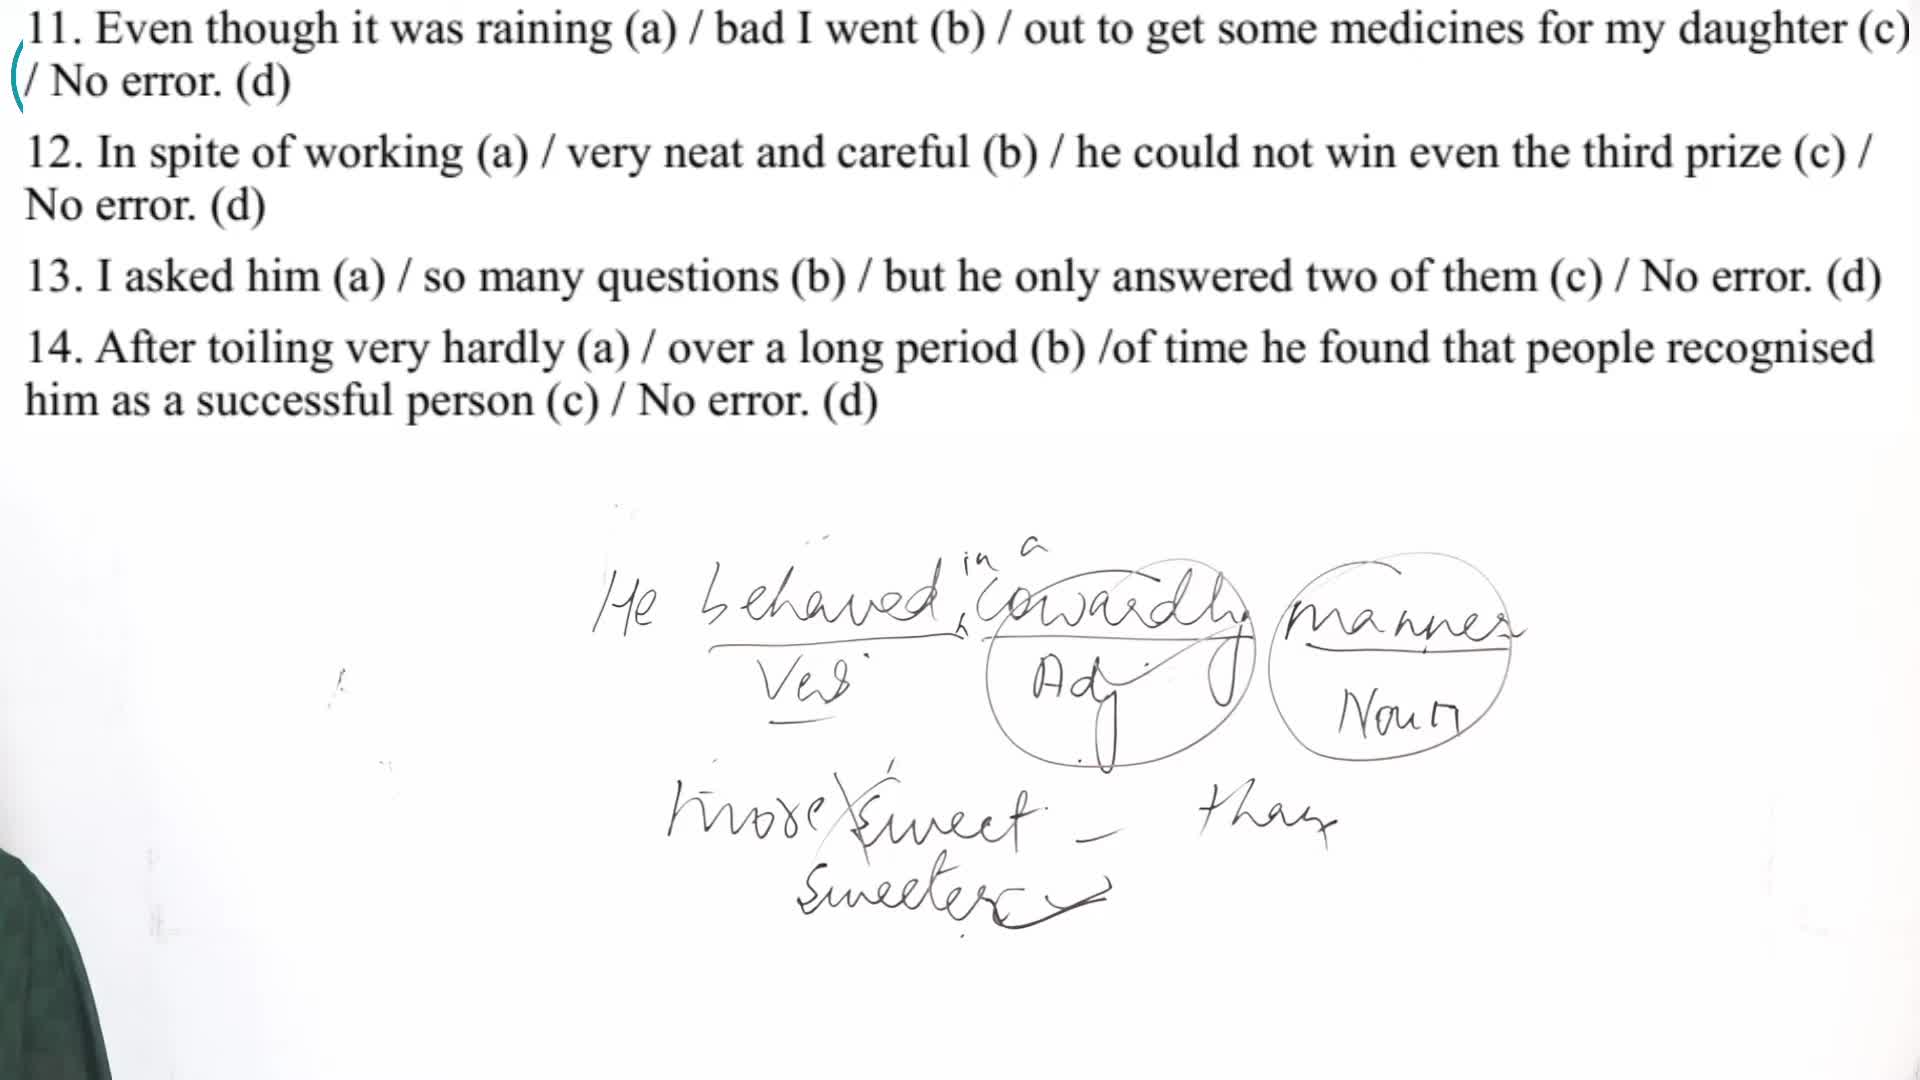 11. Even though it was raining (a) / bad I went (b) / out to get some medicines for my daughter (c)
/ No error. (d)
12. In spite of working (a) / very neat and careful (b) / he could not win even the third prize (c) /
No error. (d)
13. I asked him (a) / so many questions (b) / but he only answered two of them (c) / No error. (d)
14. After toiling very hardly (a) / over a long period (b) /of time he found that people recognised
him as a successful person (c) / No error. (d)
in a
He behaved cowardly manner
Verb Adj Noun
more sweet - than
sweeter